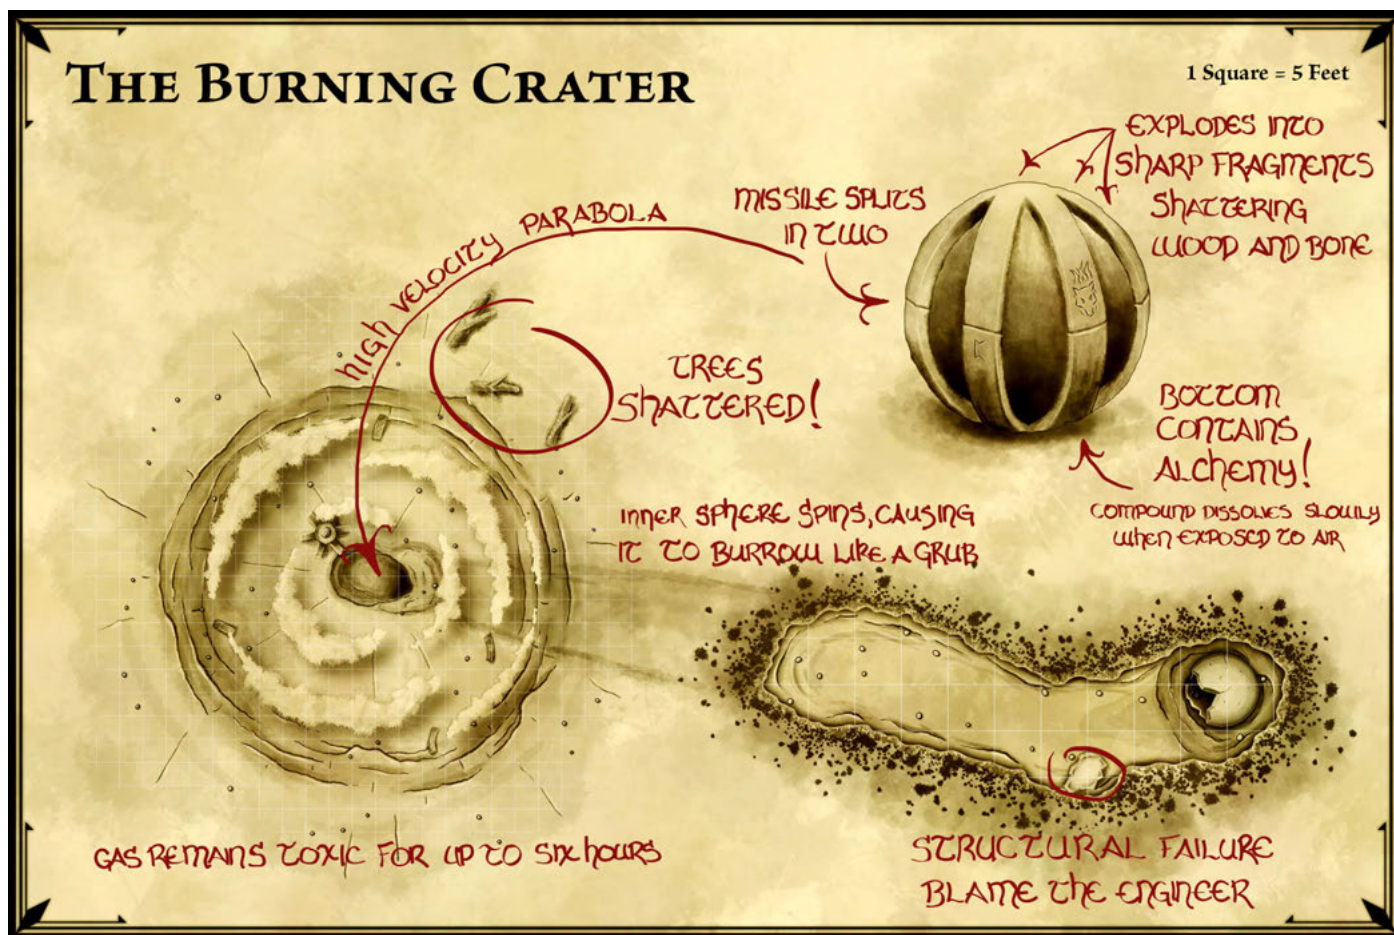 THE BURNING CRATER
1 Square = 5 Feet
EXPLODES INTO
SHARP FRAGMENTS
SHATTERING
WOOD AND BONE
MISSILE SPLITS
IN TWO
HIGH VELOCITY PARABOLA
TREES
SHATTERED!
BOTTOM
CONTAINS
ALCHEMY!
COMPOUND DISSOLVES SLOWLY
WHEN EXPOSED TO AIR
INNER SPHERE SPINS, CAUSING
IT TO BURROW LIKE A GRUB
GAS REMAINS TOXIC FOR UP TO SIX HOURS
STRUCTURAL FAILURE
BLAME THE ENGINEER